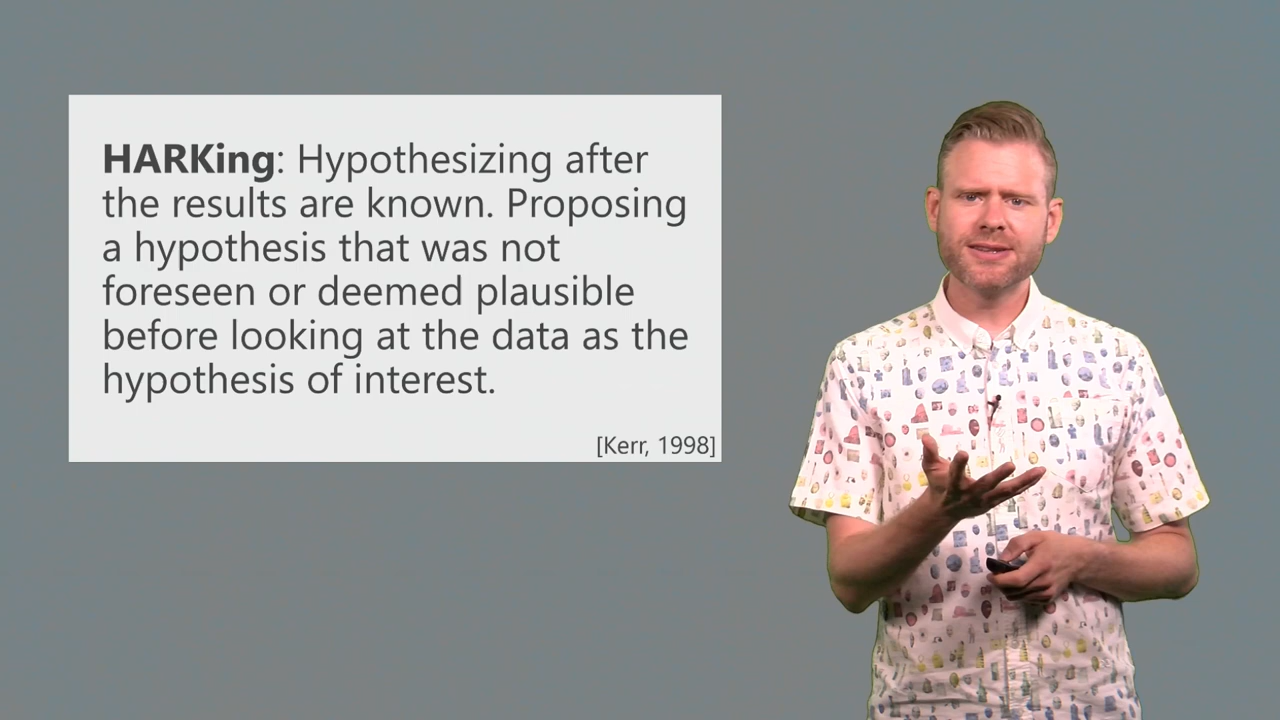 HARKing: Hypothesizing after
the results are known. Proposing
a hypothesis that was not
foreseen or deemed plausible
before looking at the data as the
hypothesis of interest.
[Kerr, 1998]